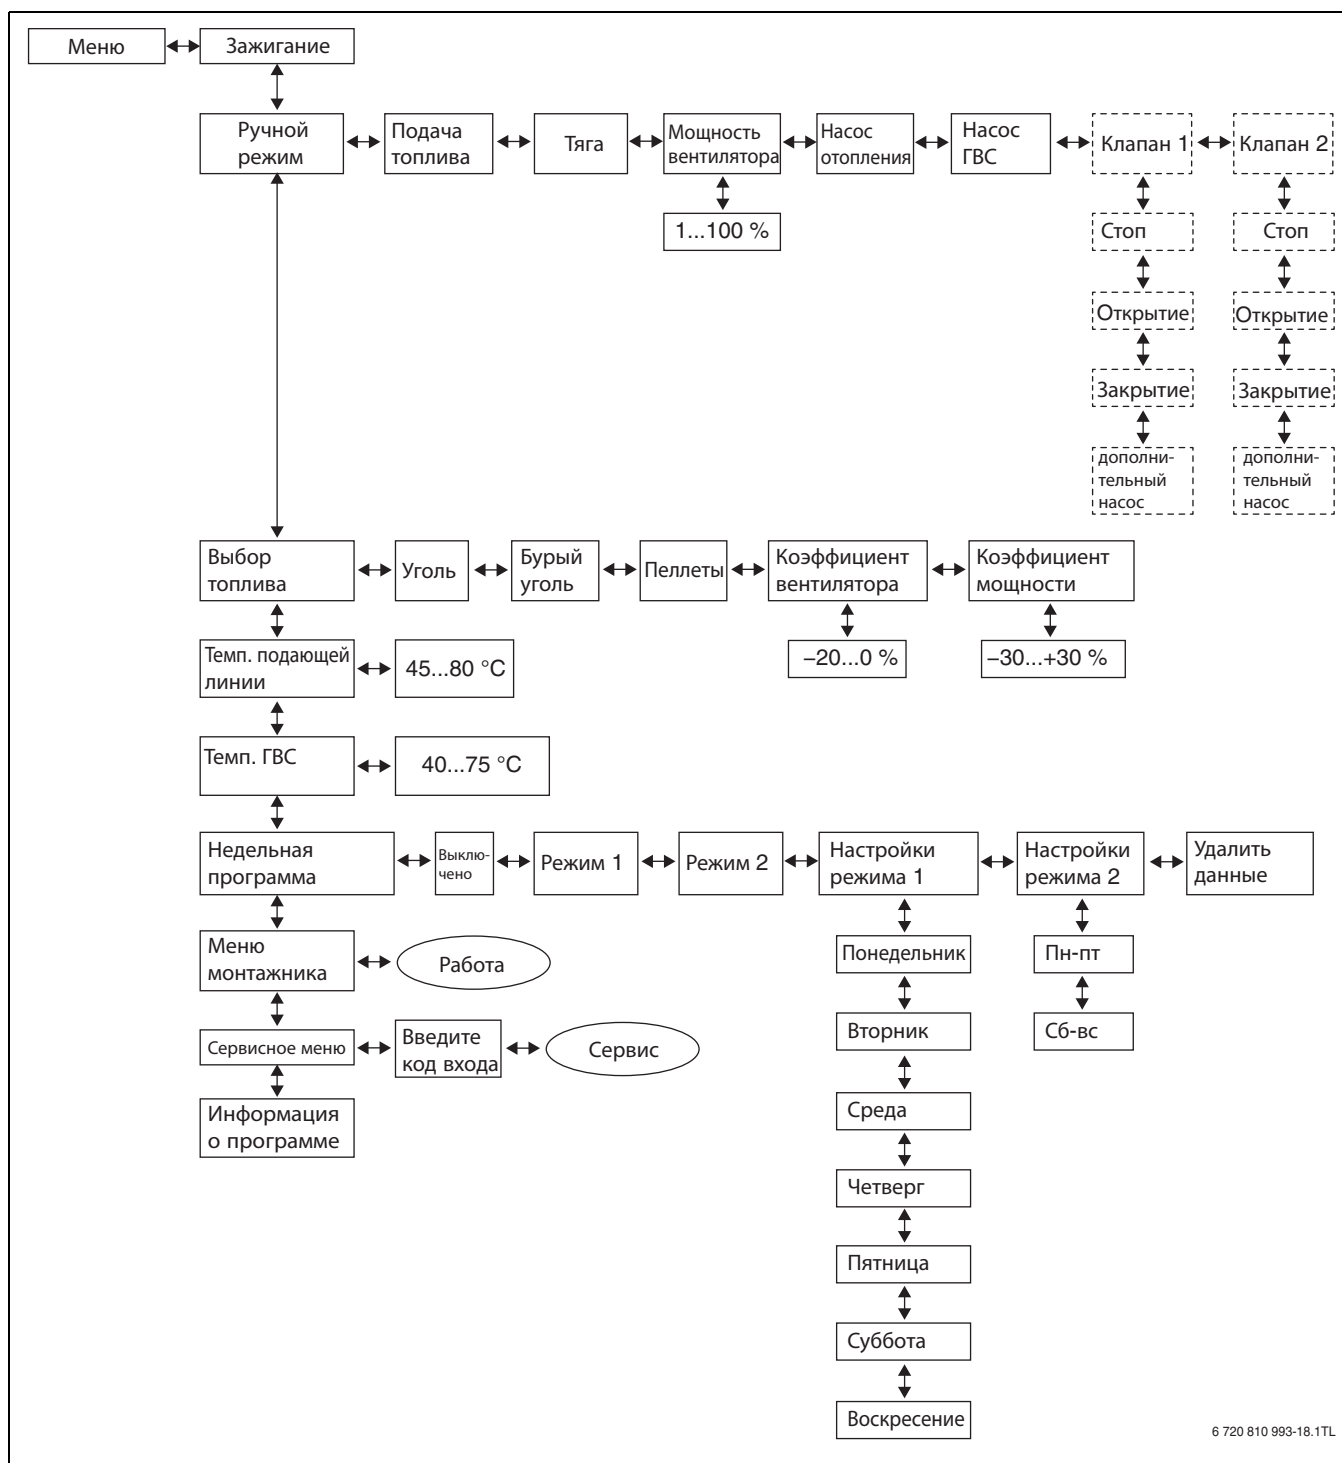 Меню
Зажигание
Ручной
режим
Подача
топлива
Тяга
Мощность
вентилятора
Насос
отопления
Насос
ГВС
Клапан 1
Клапан 2
1...100 %
Стоп
Стоп
Открытие
Открытие
Закрытие
Закрытие
дополни-
тельный
насос
дополни-
тельный
насос
Выбор
топлива
Уголь
Бурый
уголь
Пеллеты
Коэффициент
вентилятора
Коэффициент
мощности
–20...0 %
–30...+30 %
Темп. подающей
линии
45...80 °C
Темп. ГВС
40...75 °C
Недельная
программа
Выклю-
чено
Режим 1
Режим 2
Настройки
режима 1
Настройки
режима 2
Удалить
данные
Меню
монтажника
Работа
Понедельник
Пн-пт
Сервисное меню
Введите
код входа
Сервис
Вторник
Сб-вс
Информация
о программе
Среда
Четверг
Пятница
Суббота
Воскресение
6 720 810 993-18.1TL